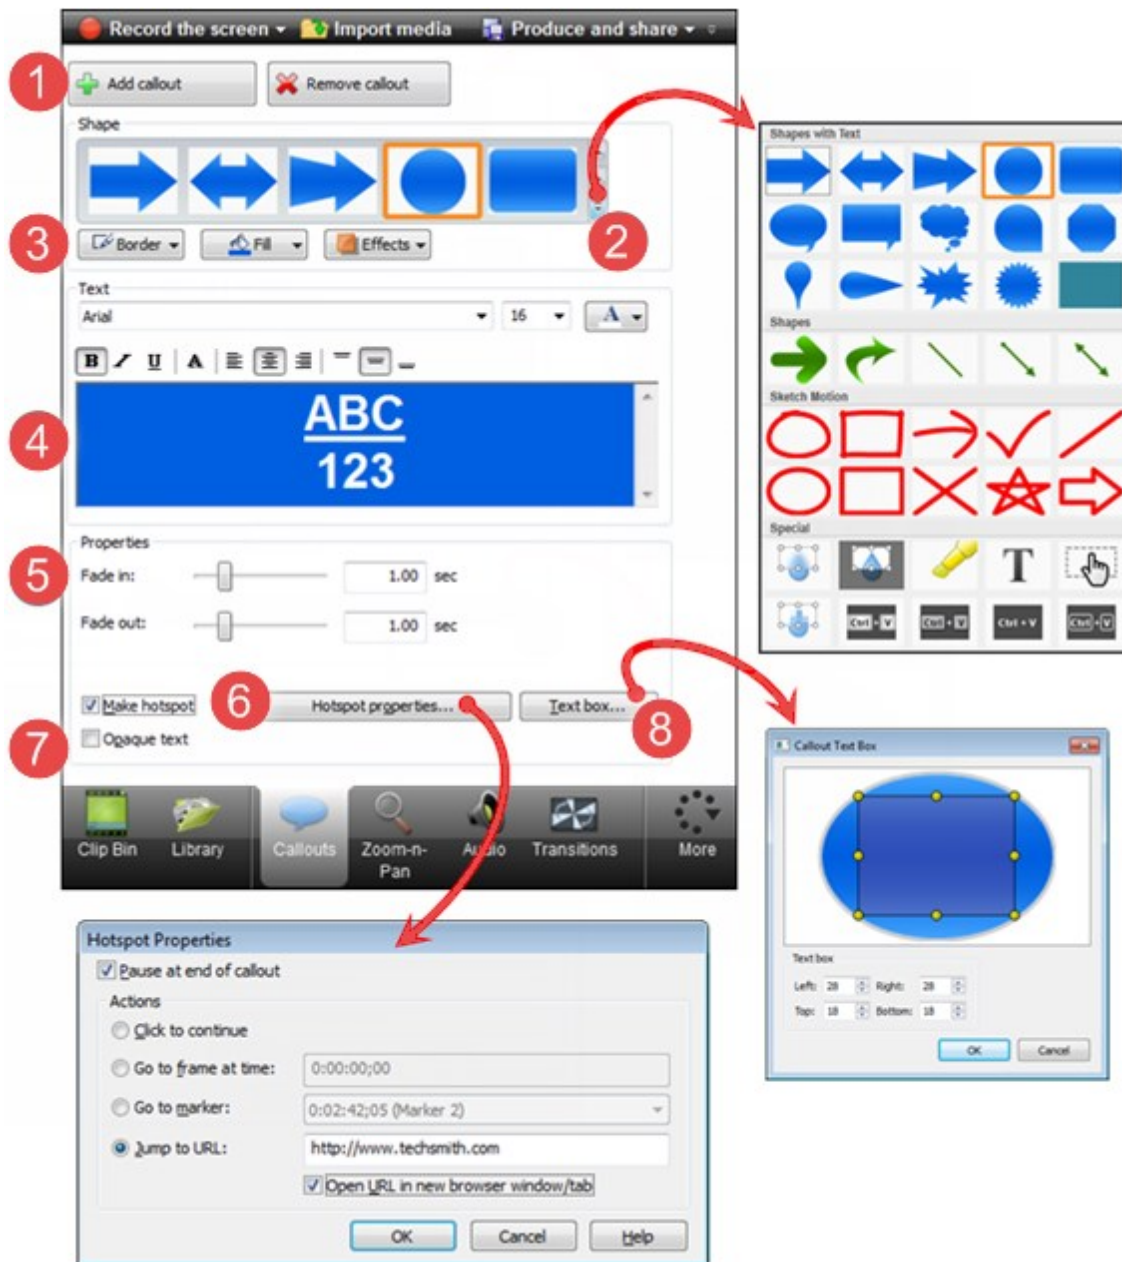 Record the screen Import media Produce and share
1 Add callout Remove callout
Shape
Shapes with Text
2
3 Border Fill Effects
Text
Arial 16 A
B I U A
Shapes
Sketch Motion
4 ABC
123
Special
T
Ctrl + V Ctrl + V Ctrl + V Ctrl + V
Properties
5 Fade in: 1.00 sec
Fade out: 1.00 sec
Make hotspot 6 Hotspot properties... Text box... 8
7 Opaque text
Clip Bin Library Callouts Zoom-n-Pan Audio Transitions More
Callout Text Box
Text box
Left: 28 Right: 28
Top: 18 Bottom: 18
OK Cancel
Hotspot Properties
Pause at end of callout
Actions
Click to continue
Go to frame at time: 0:00:00;00
Go to marker: 0:02:42;05 (Marker 2)
Jump to URL: http://www.techsmith.com
Open URL in new browser window/tab
OK Cancel Help